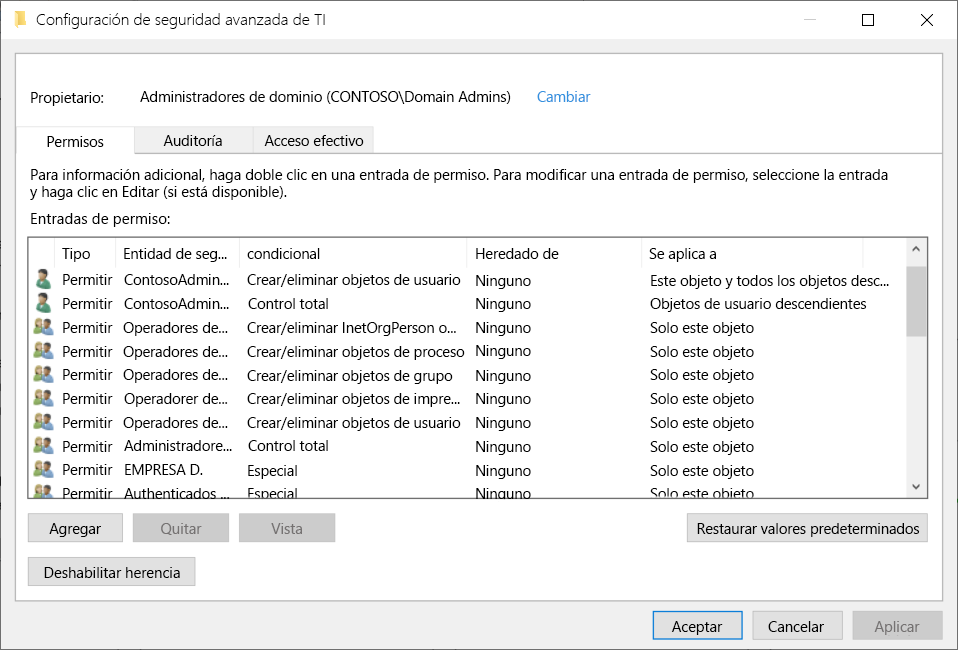 Configuración de seguridad avanzada de TI
Propietario: Administradores de dominio (CONTOSO\Domain Admins) Cambiar
Permisos Auditoría Acceso efectivo
Para información adicional, haga doble clic en una entrada de permiso. Para modificar una entrada de permiso, seleccione la entrada
y haga clic en Editar (si está disponible).
Entradas de permiso:
Tipo Entidad de seg... condicional Heredado de Se aplica a
Permitir ContosoAdmin... Crear/eliminar objetos de usuario Ninguno Este objeto y todos los objetos desc...
Permitir ContosoAdmin... Control total Ninguno Objetos de usuario descendientes
Permitir Operadores de... Crear/eliminar InetOrgPerson o... Ninguno Solo este objeto
Permitir Operadores de... Crear/eliminar objetos de proceso Ninguno Solo este objeto
Permitir Operadores de... Crear/eliminar objetos de grupo Ninguno Solo este objeto
Permitir Operadorer de... Crear/eliminar objetos de impre... Ninguno Solo este objeto
Permitir Operadores de... Crear/eliminar objetos de usuario Ninguno Solo este objeto
Permitir Administradore... Control total Ninguno Solo este objeto
Permitir EMPRESA D. Especial Ninguno Solo este objeto
Permitir Authenticados ... Especial Ninguno Solo este objeto
Agregar Quitar Vista Restaurar valores predeterminados
Deshabilitar herencia
Aceptar Cancelar Aplicar